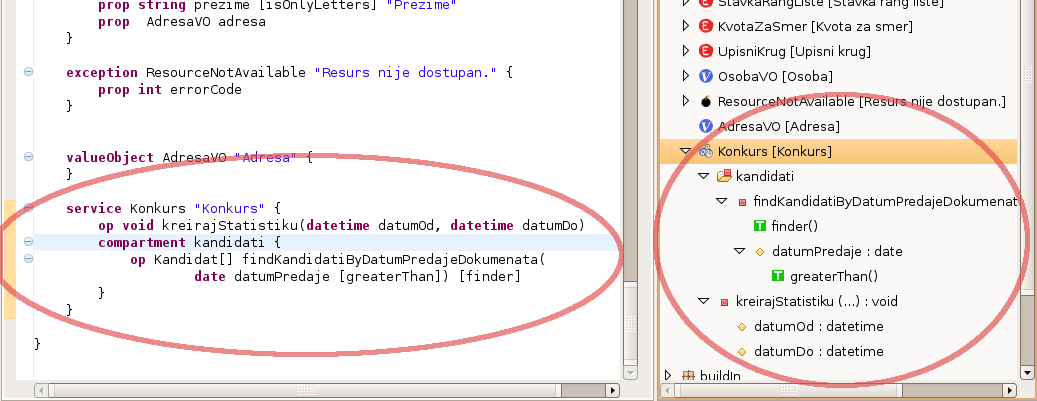 prop string prezime [isOnlyLetters] "Prezime"
prop  AdresaVO adresa
}
exception ResourceNotAvailable "Resurs nije dostupan." {
prop int errorCode
}
valueObject AdresaVO "Adresa" {
}
service Konkurs "Konkurs" {
op void kreirajStatistiku(datetime datumOd, datetime datumDo)
compartment kandidati {
op Kandidat[] findKandidatiByDatumPredajeDokumenata(
date datumPredaje [greaterThan]) [finder]
}
}
}
StavkaRangListe [Stavka rang liste]
KvotaZaSmer [Kvota za smer]
UpisniKrug [Upisni krug]
OsobaVO [Osoba]
ResourceNotAvailable [Resurs nije dostupan.]
AdresaVO [Adresa]
Konkurs [Konkurs]
kandidati
findKandidatiByDatumPredajeDokumenat
finder()
datumPredaje : date
greaterThan()
kreirajStatistiku (...) : void
datumOd : datetime
datumDo : datetime
buildIn